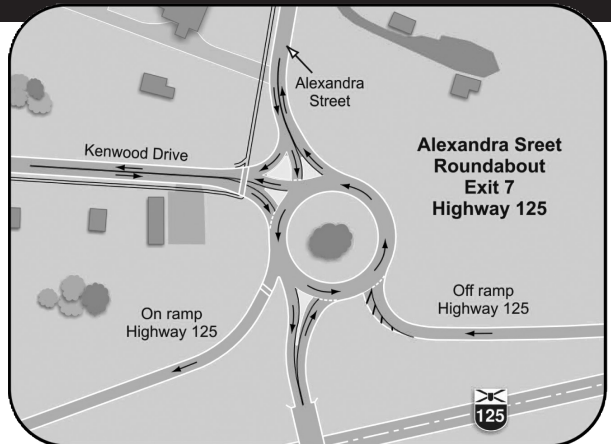 Alexandra
Street
Kenwood Drive
Alexandra Sreet
Roundabout
Exit 7
Highway 125
On ramp
Highway 125
Off ramp
Highway 125
125